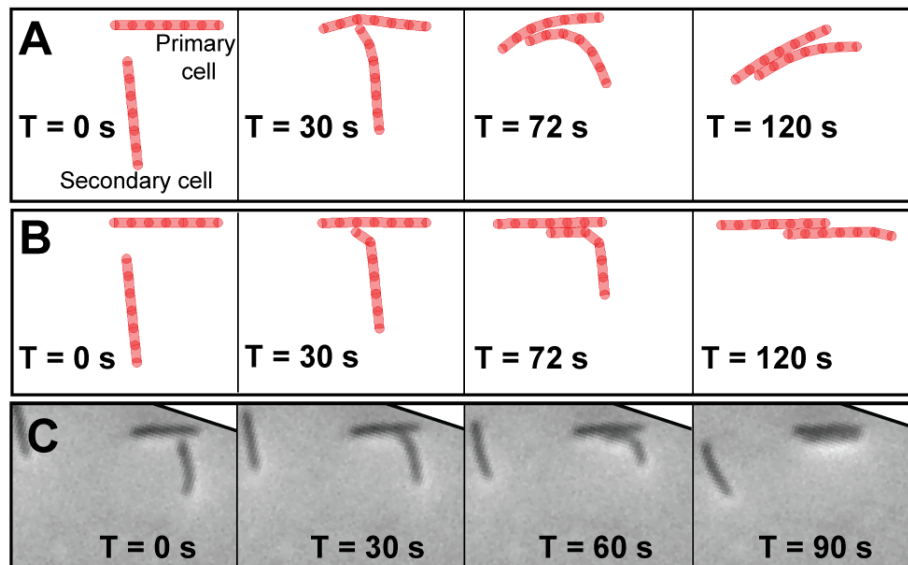 A
Primary
cell
T = 0 s
Secondary cell
T = 30 s
T = 72 s
T = 120 s
B
T = 0 s
T = 30 s
T = 72 s
T = 120 s
C
T = 0 s
T = 30 s
T = 60 s
T = 90 s